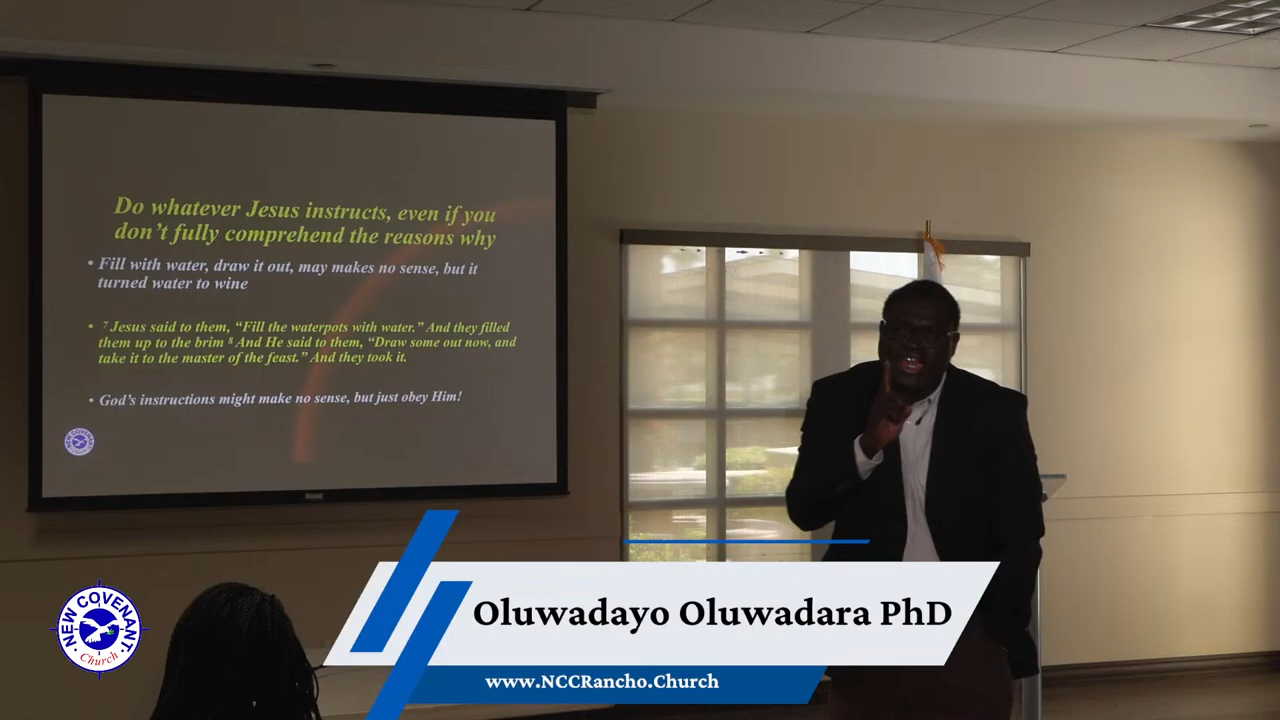 Do whatever Jesus instructs, even if you
don't fully comprehend the reasons why
• Fill with water, draw it out, may makes no sense, but it
turned water to wine
• 7 Jesus said to them, “Fill the waterpots with water.” And they filled
them up to the brim 8 And He said to them, “Draw some out now, and
take it to the master of the feast.” And they took it.
• God's instructions might make no sense, but just obey Him!
NEW COVENANT
NEW COVENANT
Church
Oluwadayo Oluwadara PhD
www.NCCRancho.Church